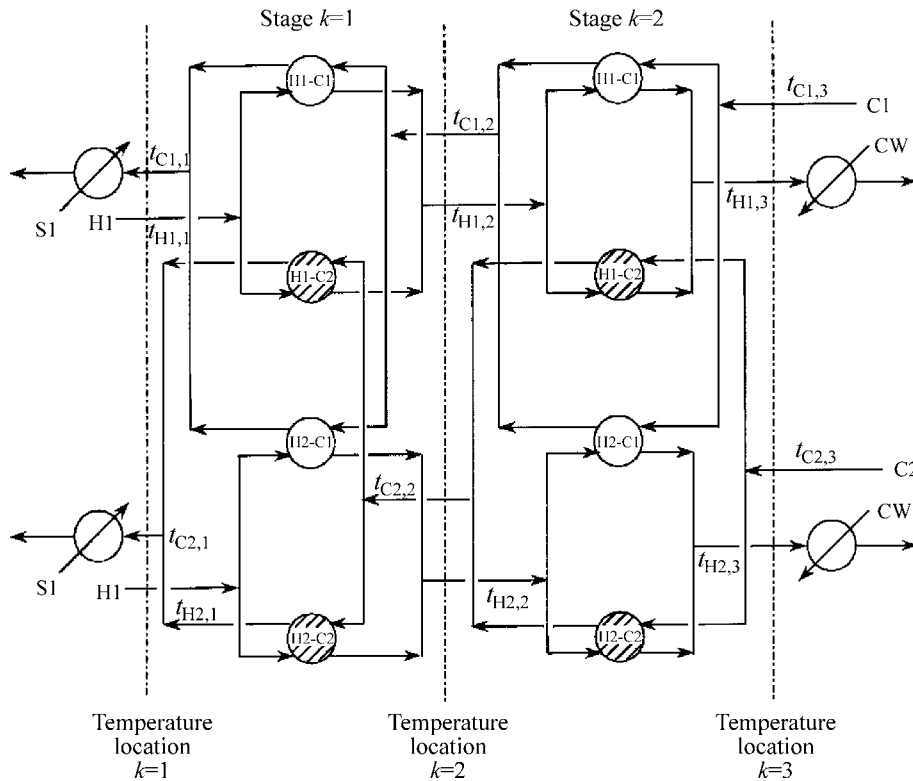 Stage k=1
Stage k=2
H1-C1
H1-C1
t_C1,3
C1
t_C1,2
t_C1,1
CW
S1
H1
t_H1,1
t_H1,2
t_H1,3
H1-C2
H1-C2
H2-C1
H2-C1
t_C2,3
C2
t_C2,2
CW
t_C2,1
S1
H1
t_H2,1
t_H2,2
t_H2,3
H2-C2
H2-C2
Temperature
location
k=1
Temperature
location
k=2
Temperature
location
k=3